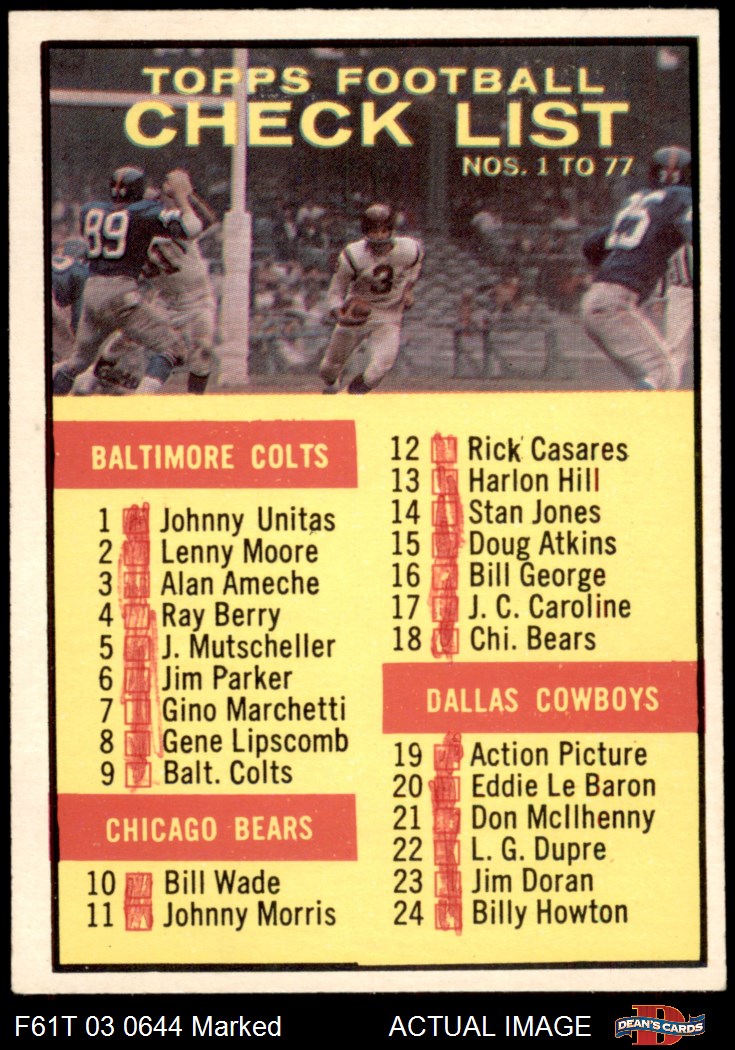 TOPPS FOOTBALL
CHECK LIST
NOS. 1 TO 77
89
3
25
BALTIMORE COLTS
1 Johnny Unitas
2 Lenny Moore
3 Alan Ameche
4 Ray Berry
5 J. Mutscheller
6 Jim Parker
7 Gino Marchetti
8 Gene Lipscomb
9 Balt. Colts
CHICAGO BEARS
10 Bill Wade
11 Johnny Morris
12 Rick Casares
13 Harlon Hill
14 Stan Jones
15 Doug Atkins
16 Bill George
17 J. C. Caroline
18 Chi. Bears
DALLAS COWBOYS
19 Action Picture
20 Eddie Le Baron
21 Don McIlhenny
22 L. G. Dupre
23 Jim Doran
24 Billy Howton
F61T 03 0644 Marked
ACTUAL IMAGE
D
DEAN'S CARDS